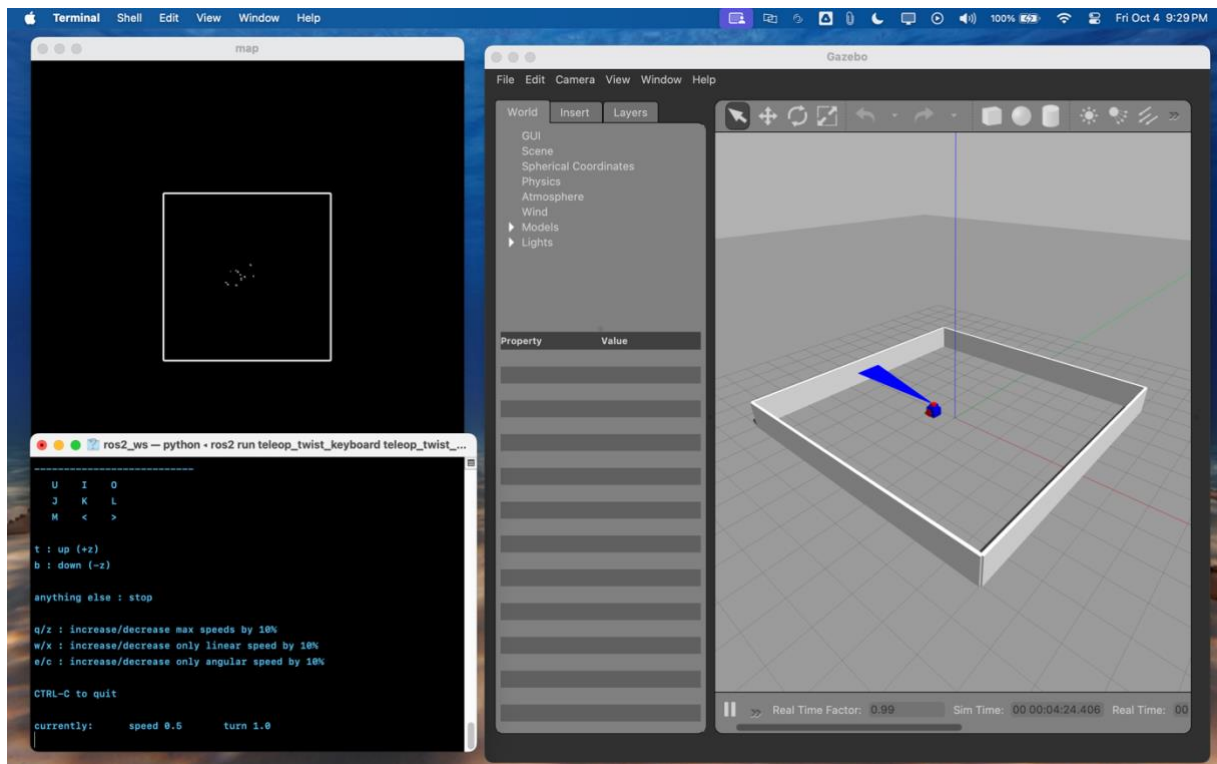 Terminal Shell Edit View Window Help
100% Fri Oct 4 9:29 PM
map
ros2_ws — python • ros2 run teleop_twist_keyboard teleop_twist_...
---------------------------
U I O
J K L
M < >
t : up (+z)
b : down (-z)
anything else : stop
q/z : increase/decrease max speeds by 10%
w/x : increase/decrease only linear speed by 10%
e/c : increase/decrease only angular speed by 10%
CTRL-C to quit
currently: speed 0.5 turn 1.0
Gazebo
File Edit Camera View Window Help
World Insert Layers
GUI
Scene
Spherical Coordinates
Physics
Atmosphere
Wind
Models
Lights
Property Value
Real Time Factor: 0.99 Sim Time: 00 00:04:24.406 Real Time: 00